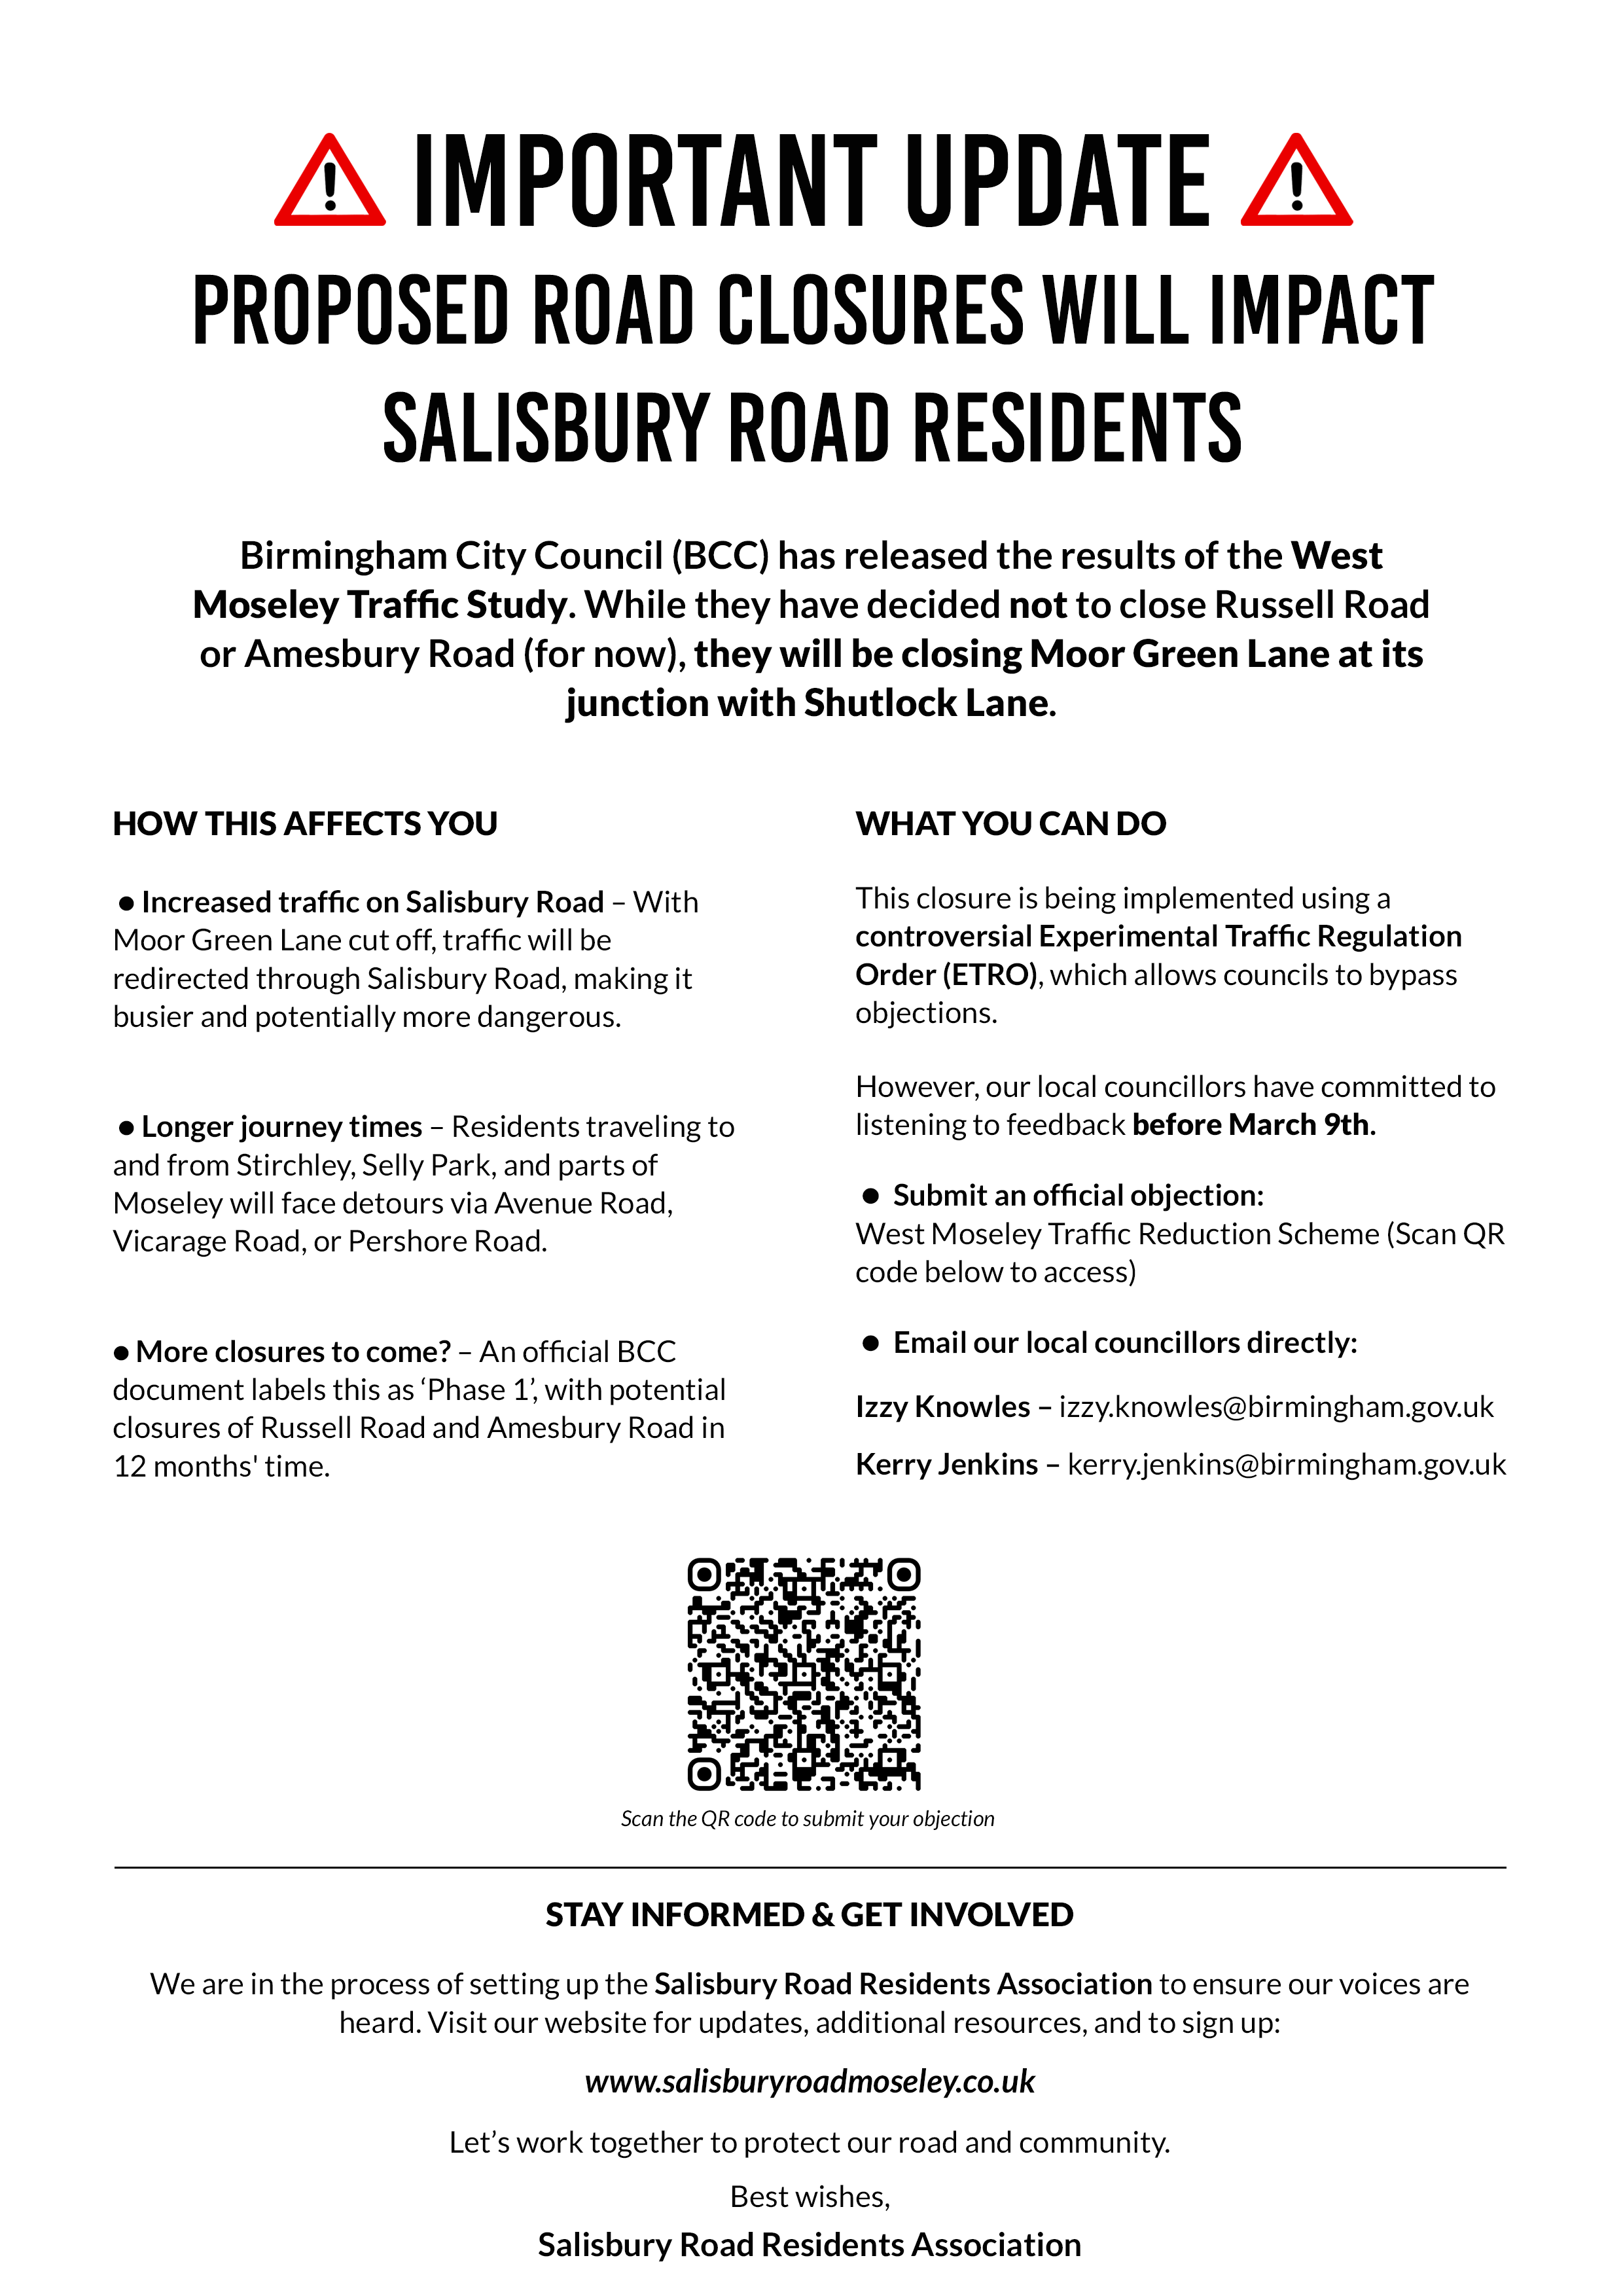 IMPORTANT UPDATE
PROPOSED ROAD CLOSURES WILL IMPACT
SALISBURY ROAD RESIDENTS
Birmingham City Council (BCC) has released the results of the West
Moseley Traffic Study. While they have decided not to close Russell Road
or Amesbury Road (for now), they will be closing Moor Green Lane at its
junction with Shutlock Lane.
HOW THIS AFFECTS YOU
● Increased traffic on Salisbury Road – With
Moor Green Lane cut off, traffic will be
redirected through Salisbury Road, making it
busier and potentially more dangerous.
● Longer journey times – Residents traveling to
and from Stirchley, Selly Park, and parts of
Moseley will face detours via Avenue Road,
Vicarage Road, or Pershore Road.
● More closures to come? – An official BCC
document labels this as ‘Phase 1’, with potential
closures of Russell Road and Amesbury Road in
12 months' time.
WHAT YOU CAN DO
This closure is being implemented using a
controversial Experimental Traffic Regulation
Order (ETRO), which allows councils to bypass
objections.
However, our local councillors have committed to
listening to feedback before March 9th.
● Submit an official objection:
West Moseley Traffic Reduction Scheme (Scan QR
code below to access)
● Email our local councillors directly:
Izzy Knowles – izzy.knowles@birmingham.gov.uk
Kerry Jenkins – kerry.jenkins@birmingham.gov.uk
Scan the QR code to submit your objection
STAY INFORMED & GET INVOLVED
We are in the process of setting up the Salisbury Road Residents Association to ensure our voices are
heard. Visit our website for updates, additional resources, and to sign up:
www.salisburyroadmoseley.co.uk
Let’s work together to protect our road and community.
Best wishes,
Salisbury Road Residents Association